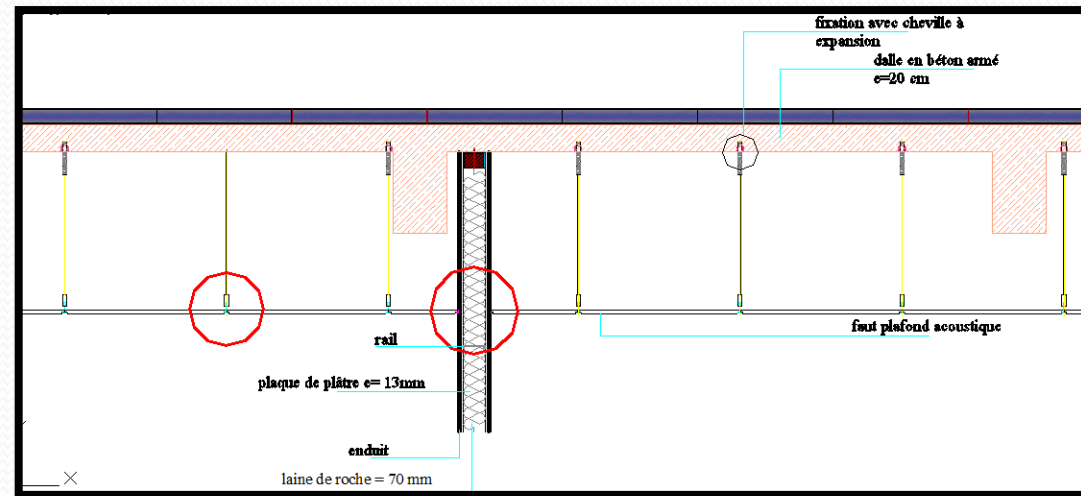 fixation avec cheville à
expansion
dalle en béton armé
e=20 cm
faut plafond acoustique
rail
plaque de plâtre e= 13mm
enduit
laine de roche = 70 mm
X